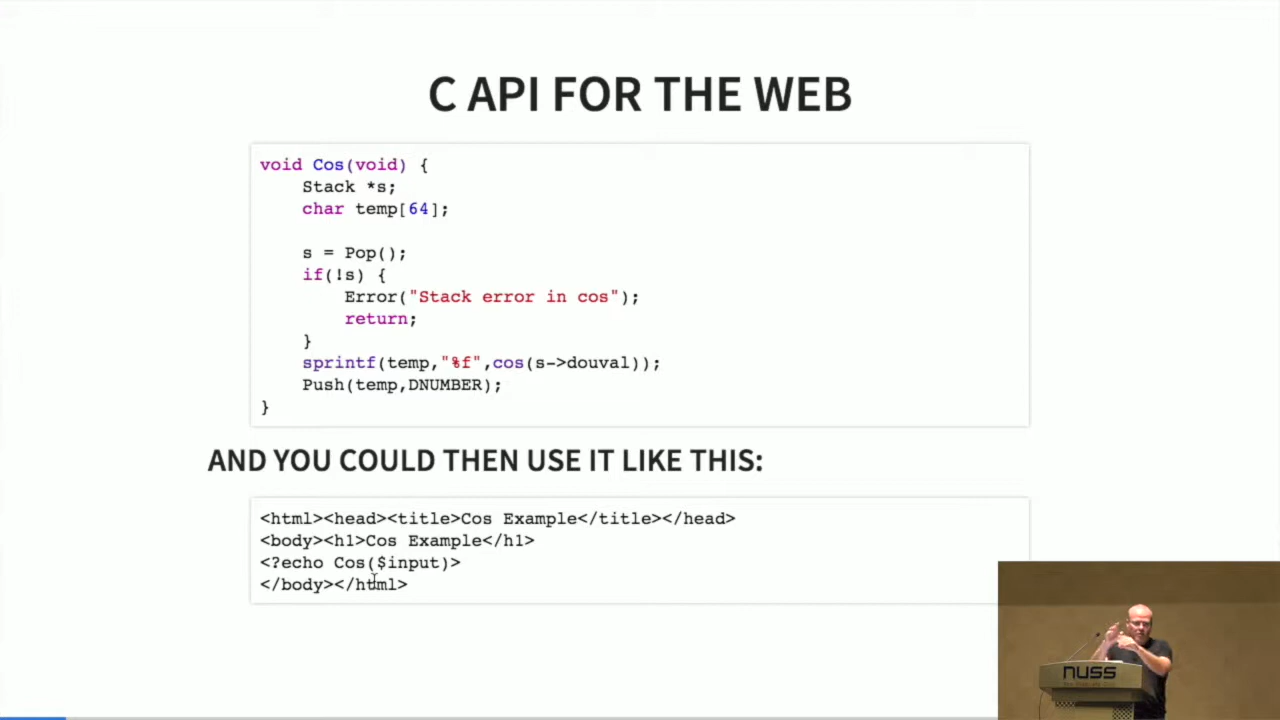 C API FOR THE WEB
void Cos(void) {
    Stack *s;
    char temp[64];

    s = Pop();
    if(!s) {
        Error("Stack error in cos");
        return;
    }
    sprintf(temp,"%f",cos(s->douval));
    Push(temp,DNUMBER);
}
AND YOU COULD THEN USE IT LIKE THIS:
<html><head><title>Cos Example</title></head>
<body><h1>Cos Example</h1>
<?echo Cos($input)>
</body></html>
nuss